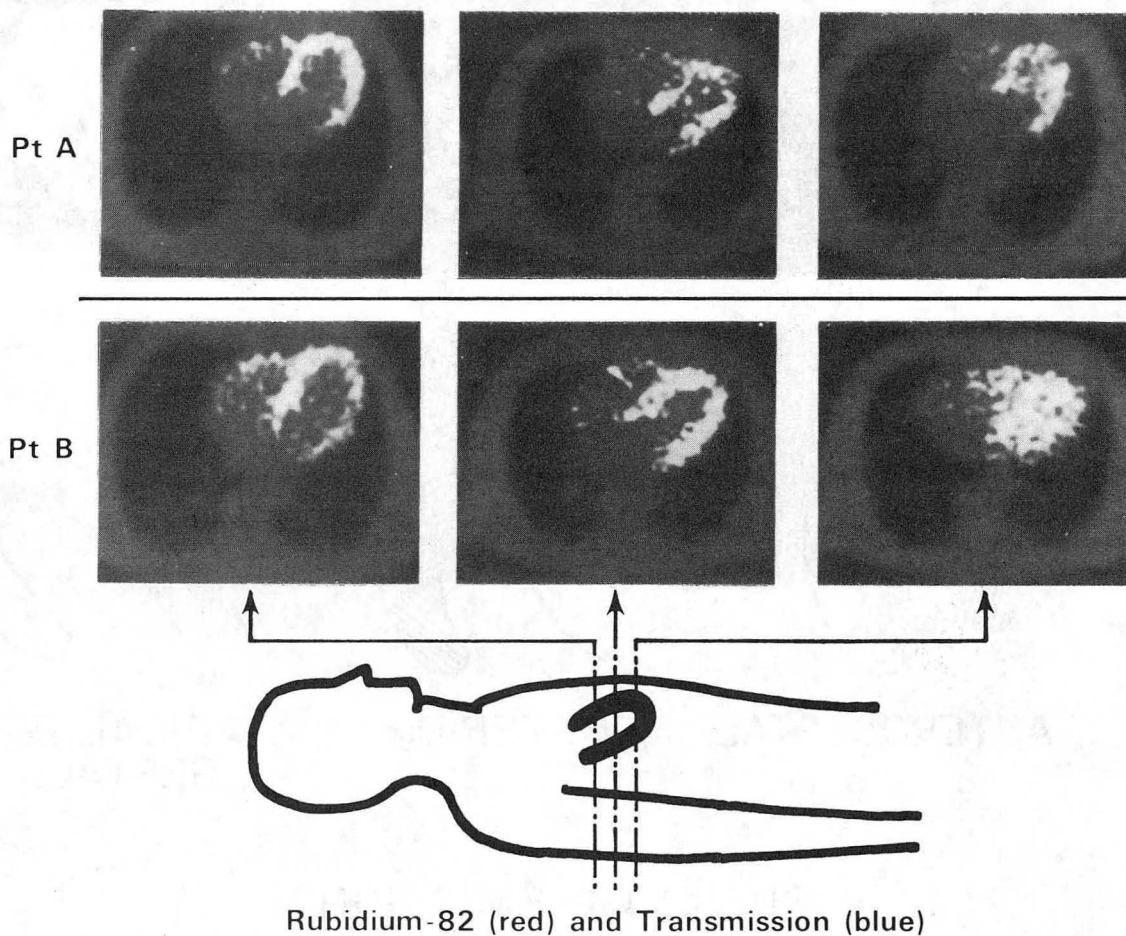 Pt A
Pt B
Rubidium-82 (red) and Transmission (blue)